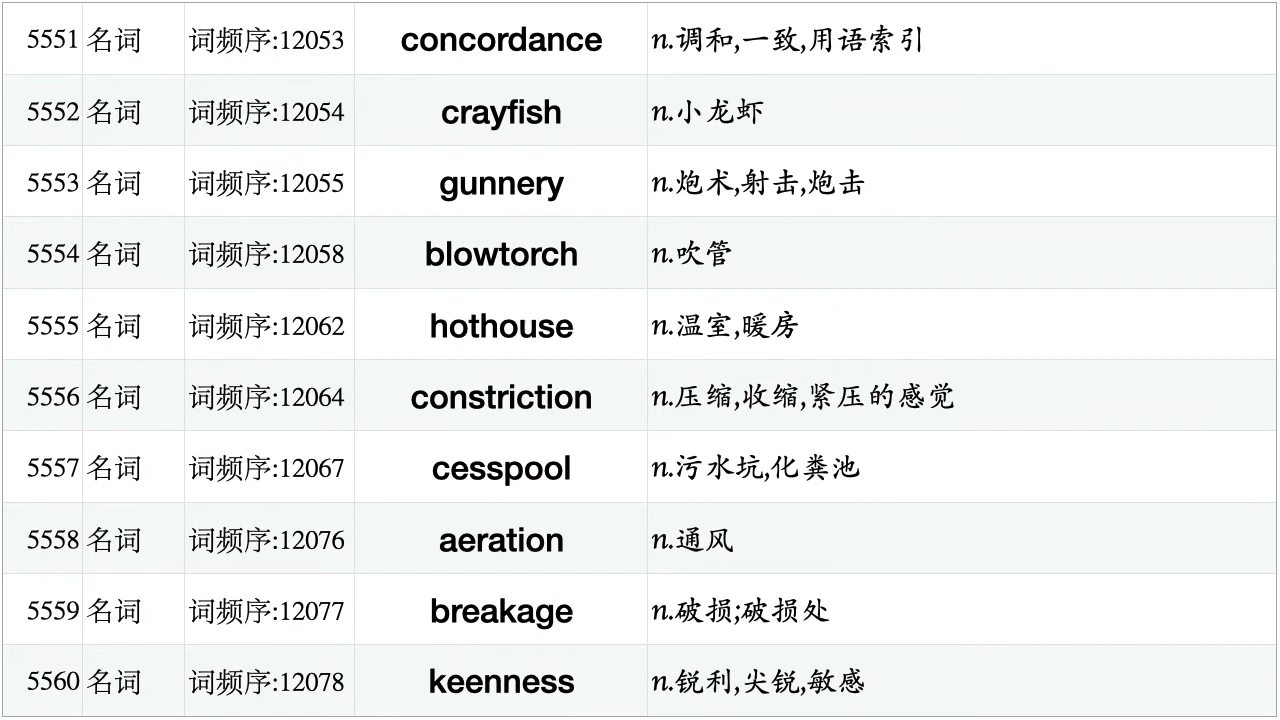 5551 名词 词频序:12053 concordance n.调和,一致,用语索引
5552 名词 词频序:12054 crayfish n.小龙虾
5553 名词 词频序:12055 gunnery n.炮术,射击,炮击
5554 名词 词频序:12058 blowtorch n.吹管
5555 名词 词频序:12062 hothouse n.温室,暖房
5556 名词 词频序:12064 constriction n.压缩,收缩,紧压的感觉
5557 名词 词频序:12067 cesspool n.污水坑,化粪池
5558 名词 词频序:12076 aeration n.通风
5559 名词 词频序:12077 breakage n.破损;破损处
5560 名词 词频序:12078 keenness n.锐利,尖锐,敏感